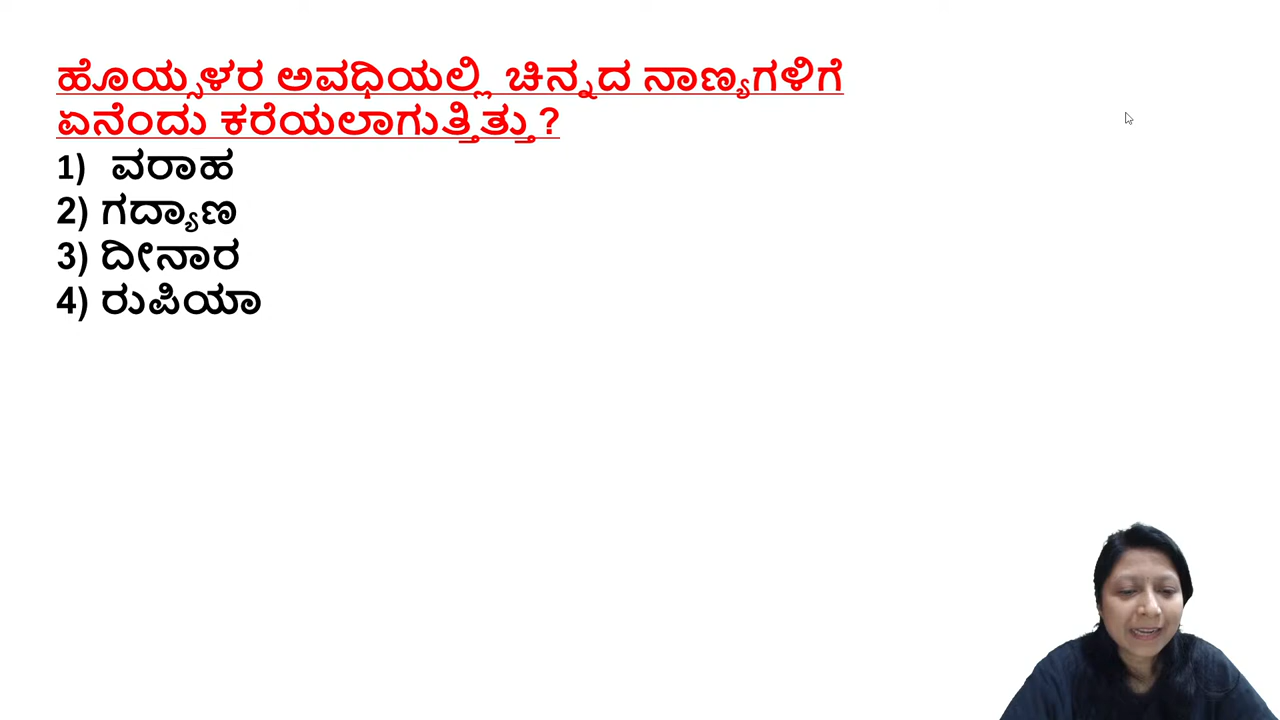 ಹೊಯ್ಸಳರ ಅವಧಿಯಲ್ಲಿ ಚಿನ್ನದ ನಾಣ್ಯಗಳಿಗೆ
ಏನೆಂದು ಕರೆಯಲಾಗುತ್ತಿತ್ತು?
1) ವರಾಹ
2) ಗದ್ಯಾಣ
3) ದೀನಾರ
4) ರುಪಿಯಾ